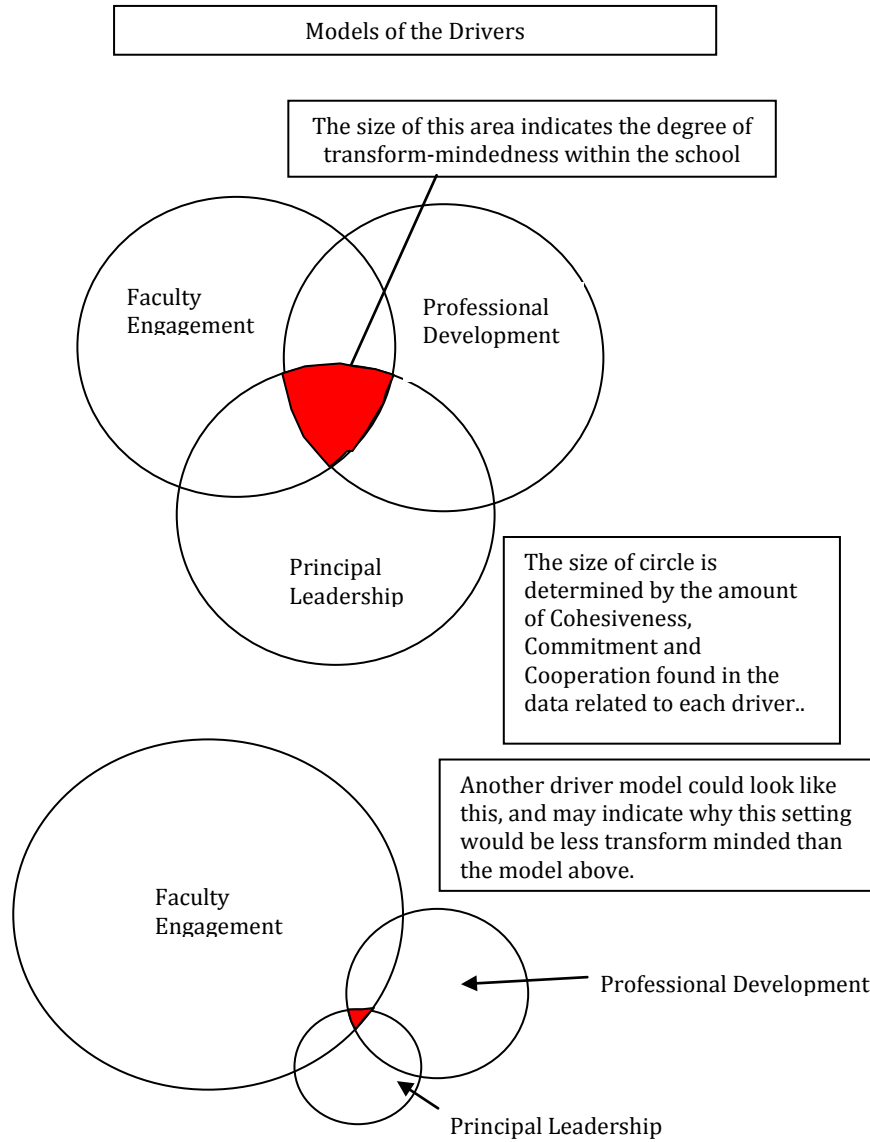 Models of the Drivers
The size of this area indicates the degree of
transform-mindedness within the school
Faculty
Engagement
Professional
Development
Principal
Leadership
The size of circle is
determined by the amount
of Cohesiveness,
Commitment and
Cooperation found in the
data related to each driver..
Another driver model could look like
this, and may indicate why this setting
would be less transform minded than
the model above.
Faculty
Engagement
Professional Development
Principal Leadership